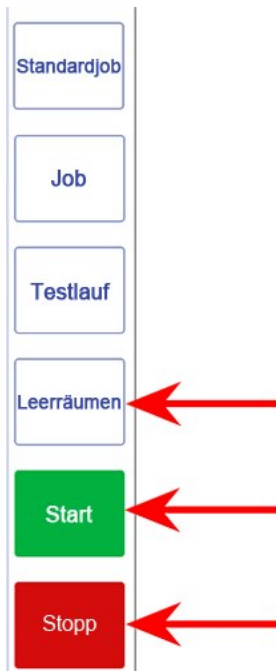 Standardjob
Job
Testlauf
Leerräumen
Start
Stopp